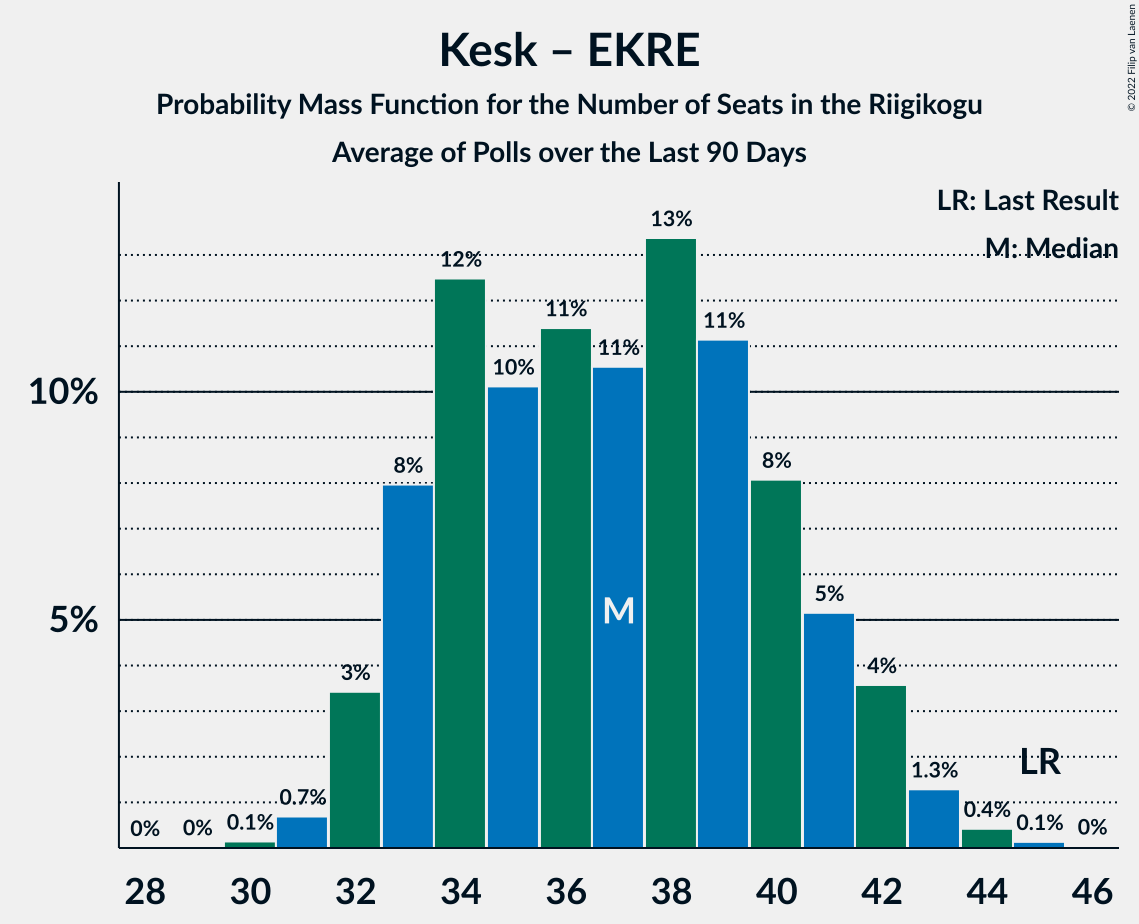 Kesk – EKRE
Probability Mass Function for the Number of Seats in the Riigikogu
Average of Polls over the Last 90 Days
© 2022 Filip van Laenen
LR: Last Result
M: Median
10%
5%
0%
0%
0.1%
0.7%
3%
8%
12%
10%
11%
11%
13%
11%
8%
5%
4%
1.3%
0.4%
0.1%
0%
M
LR
28 30 32 34 36 38 40 42 44 46